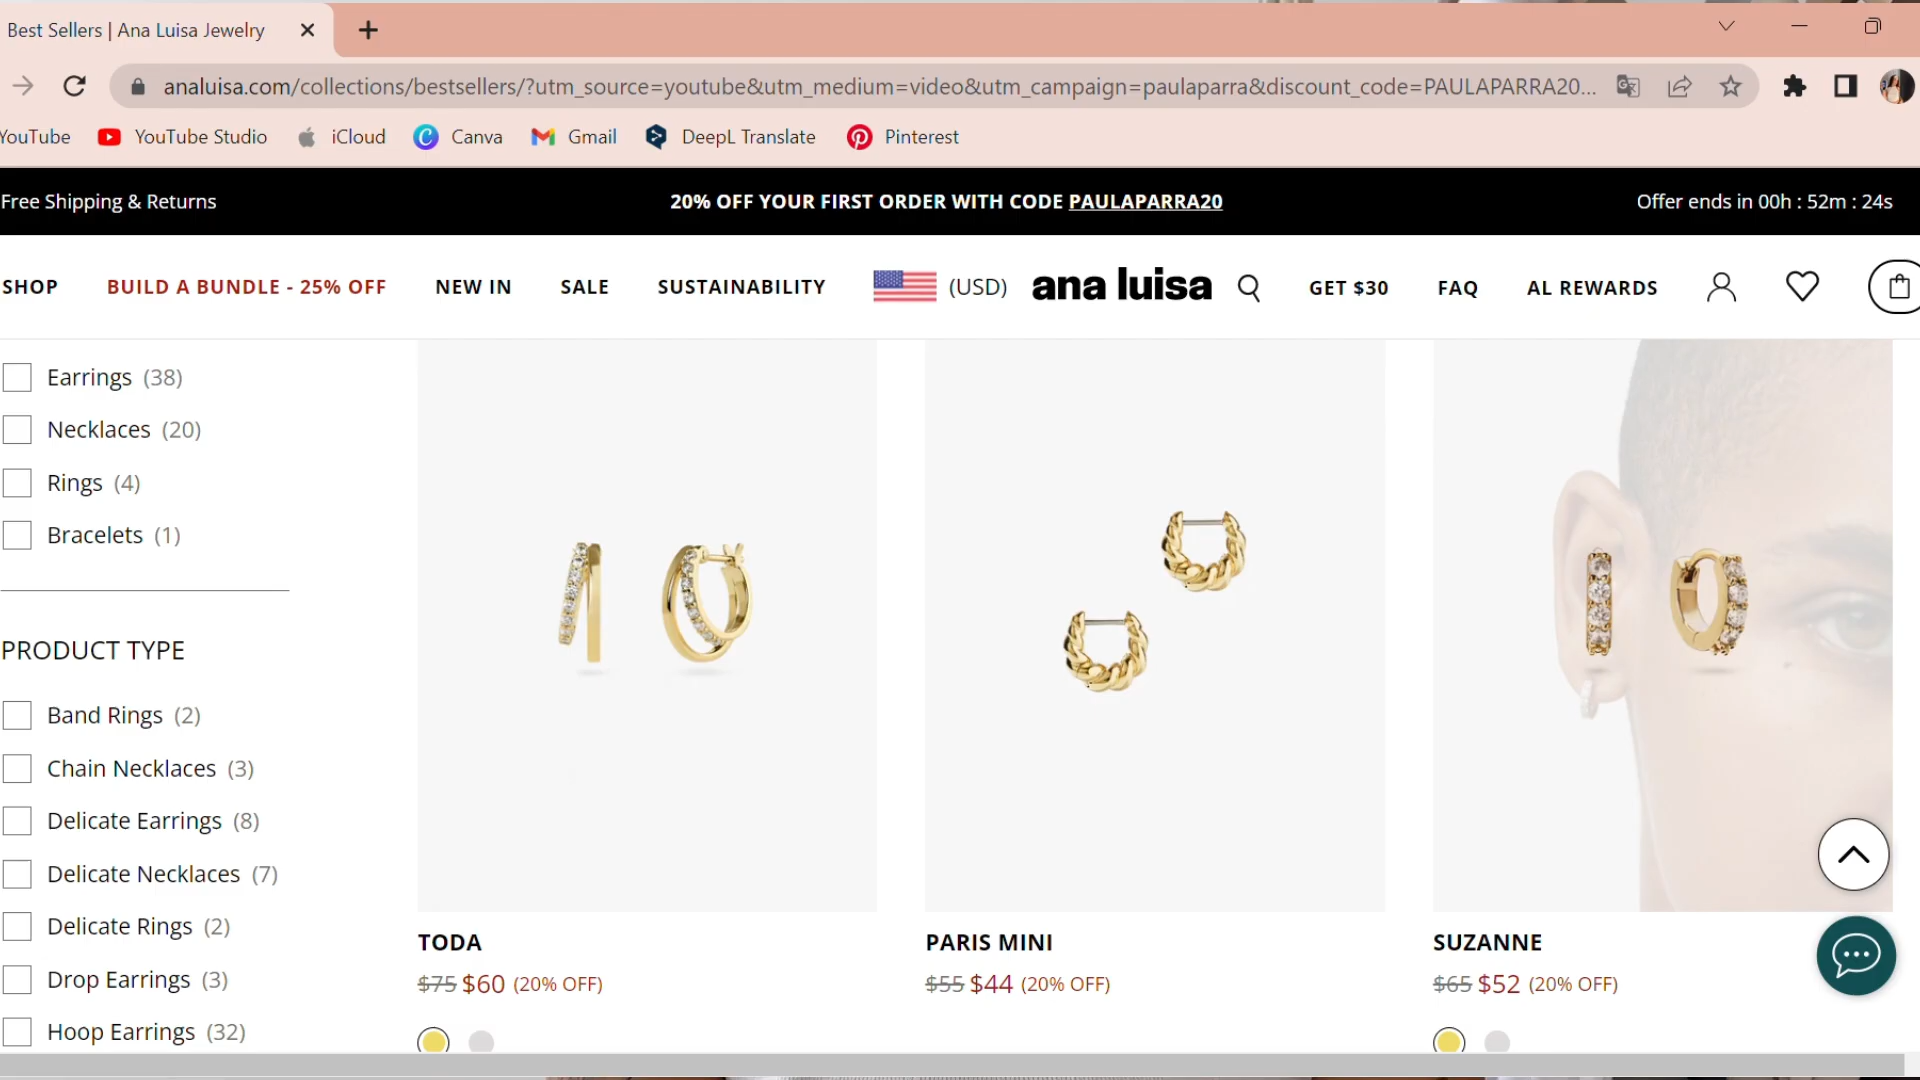 Best Sellers | Ana Luisa Jewelry
analuisa.com/collections/bestsellers/?utm_source=youtube&utm_medium=video&utm_campaign=paulaparra&discount_code=PAULAPARRA20...
YouTube YouTube Studio iCloud Canva Gmail DeepL Translate Pinterest
Free Shipping & Returns 20% OFF YOUR FIRST ORDER WITH CODE PAULAPARRA20 Offer ends in 00h : 52m : 24s
SHOP BUILD A BUNDLE - 25% OFF NEW IN SALE SUSTAINABILITY (USD) ana luisa GET $30 FAQ AL REWARDS
Earrings (38)
Necklaces (20)
Rings (4)
Bracelets (1)
PRODUCT TYPE
Band Rings (2)
Chain Necklaces (3)
Delicate Earrings (8)
Delicate Necklaces (7)
Delicate Rings (2)
Drop Earrings (3)
Hoop Earrings (32)
TODA
$75 $60 (20% OFF)
PARIS MINI
$55 $44 (20% OFF)
SUZANNE
$65 $52 (20% OFF)